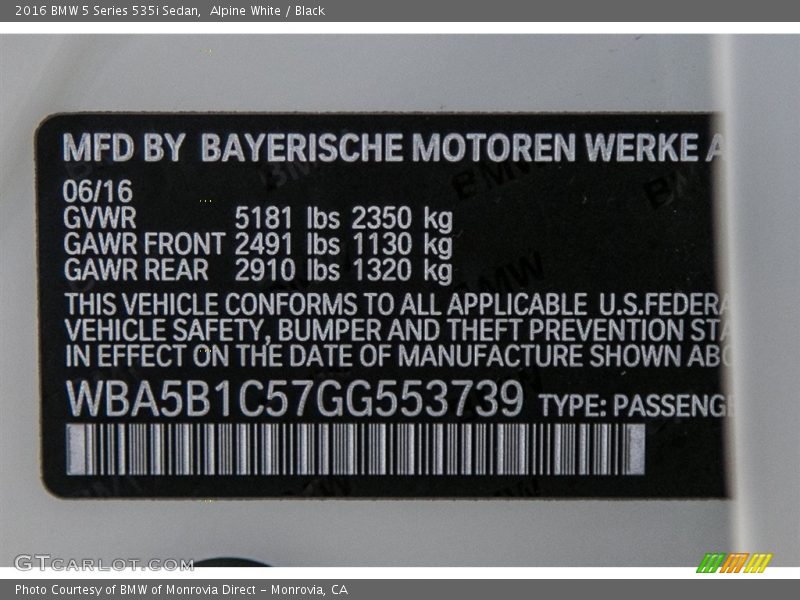 2016 BMW 5 Series 535i Sedan, Alpine White / Black
MFD BY BAYERISCHE MOTOREN WERKE A
06/16
GVWR 5181 lbs 2350 kg
GAWR FRONT 2491 lbs 1130 kg
GAWR REAR 2910 lbs 1320 kg
THIS VEHICLE CONFORMS TO ALL APPLICABLE U.S.FEDERA
VEHICLE SAFETY, BUMPER AND THEFT PREVENTION STA
IN EFFECT ON THE DATE OF MANUFACTURE SHOWN ABO
WBA5B1C57GG553739 TYPE: PASSENGE
GTCARLOT.COM
Photo Courtesy of BMW of Monrovia Direct - Monrovia, CA